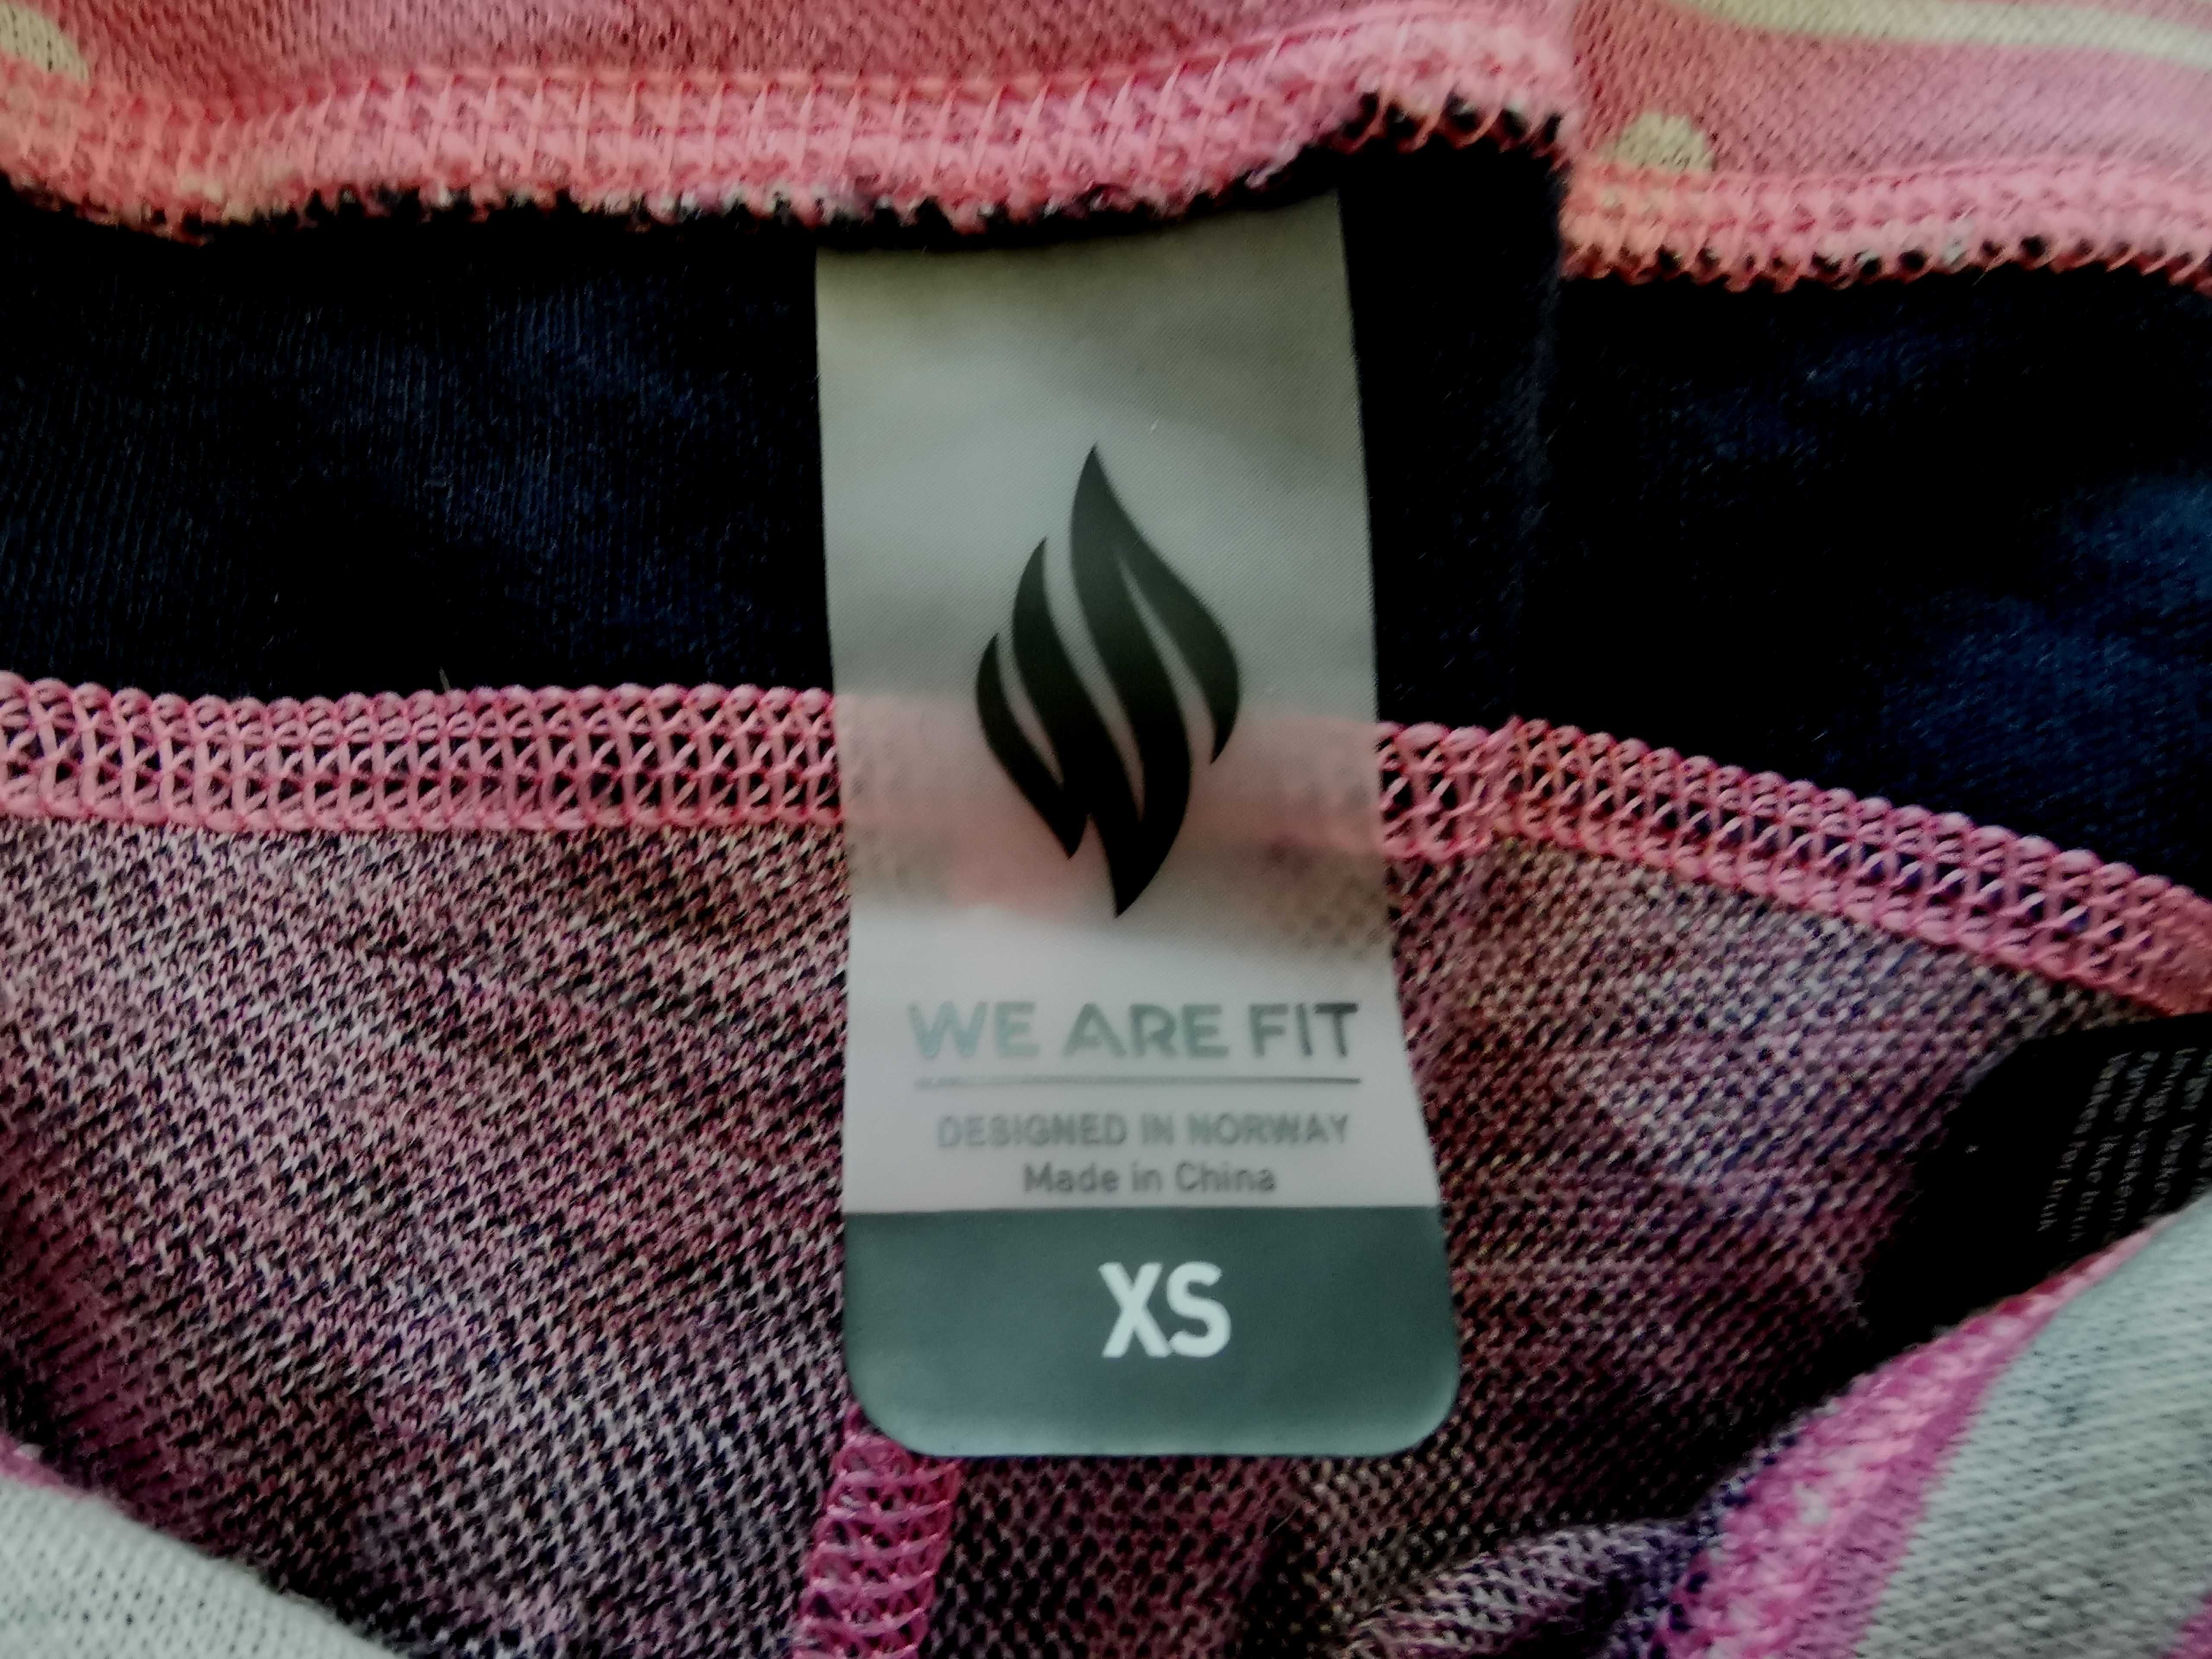 WE ARE FIT
DESIGNED IN NORWAY
Made in China
XS